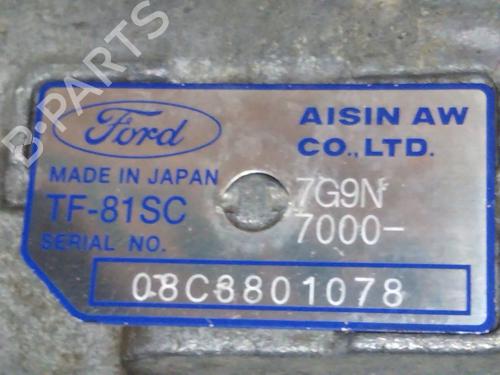 B-PARTS
Ford
AISIN AW
CO.,LTD.
MADE IN JAPAN
TF-81SC
7G9N
7000-
SERIAL NO.
08C8801078